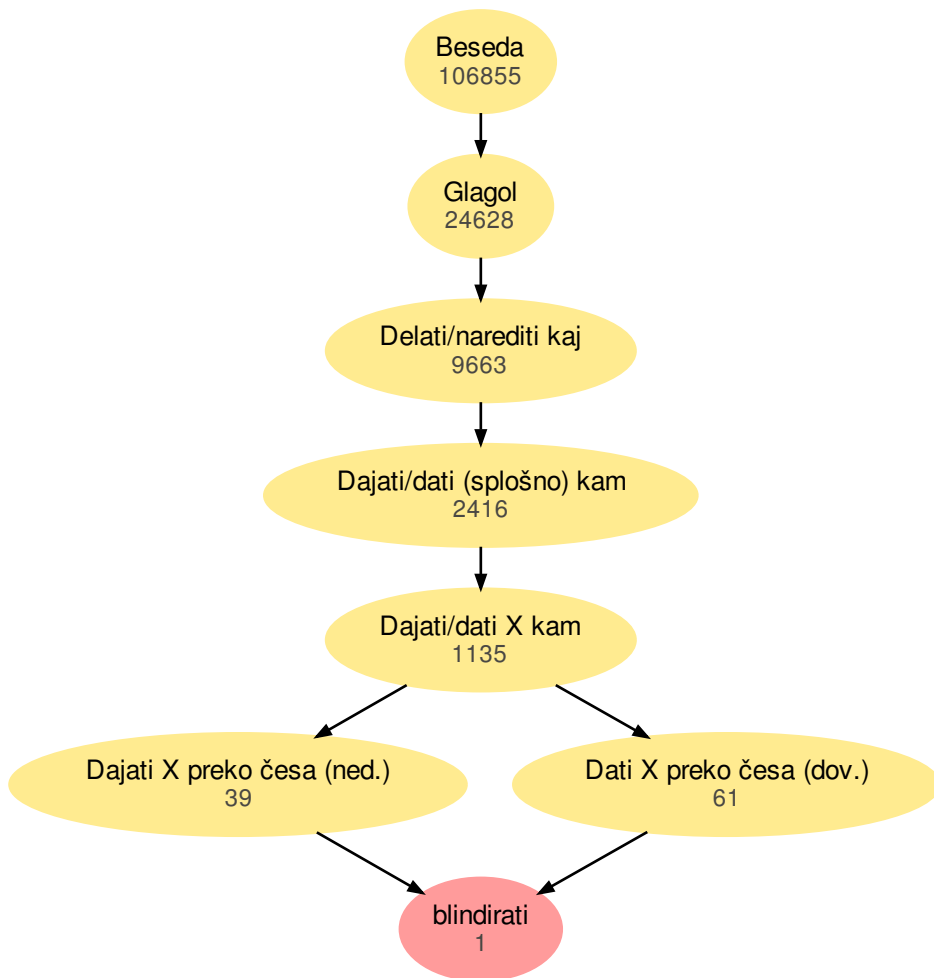 Beseda
106855
Glagol
24628
Delati/narediti kaj
9663
Dajati/dati (splošno) kam
2416
Dajati/dati X kam
1135
Dajati X preko česa (ned.)
39
Dati X preko česa (dov.)
61
blindirati
1